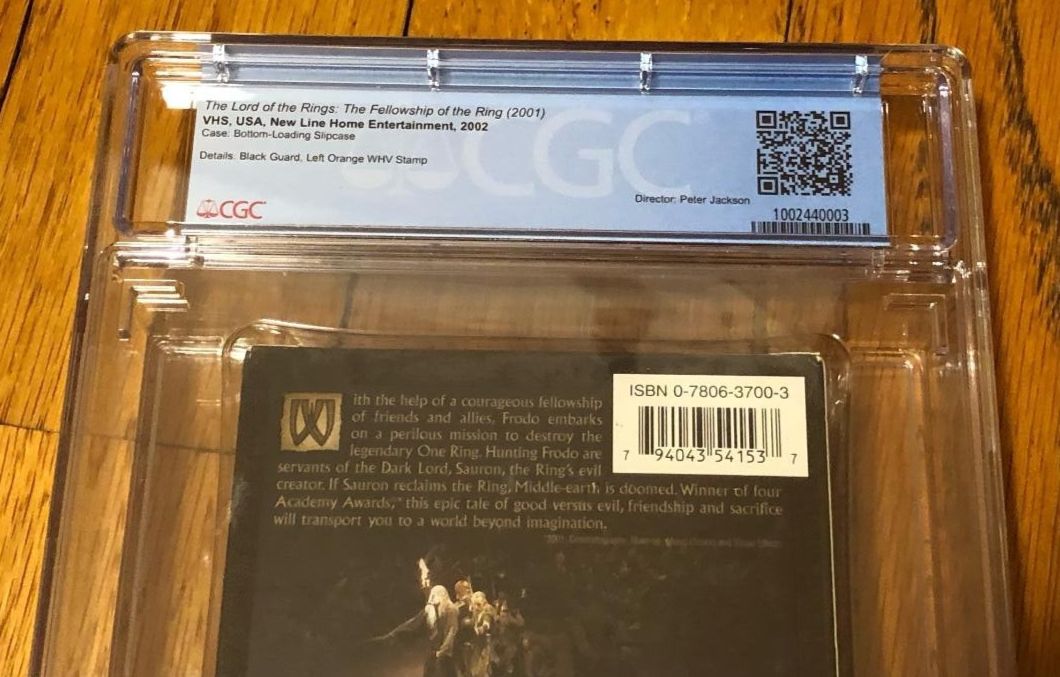 The Lord of the Rings: The Fellowship of the Ring (2001)
VHS, USA, New Line Home Entertainment, 2002
Case: Bottom-Loading Slipcase
Details: Black Guard, Left Orange WHV Stamp
CGC
Director: Peter Jackson
CGC
1002440003
With the help of a courageous fellowship
of friends and allies, Frodo embarks
on a perilous mission to destroy the
legendary One Ring. Hunting Frodo are
servants of the Dark Lord, Sauron, the Ring's evil
creator. If Sauron reclaims the Ring, Middle-earth is doomed. Winner of four
Academy Awards,* this epic tale of good versus evil, friendship and sacrifice
will transport you to a world beyond imagination.
ISBN 0-7806-3700-3
7 94043 54153 7